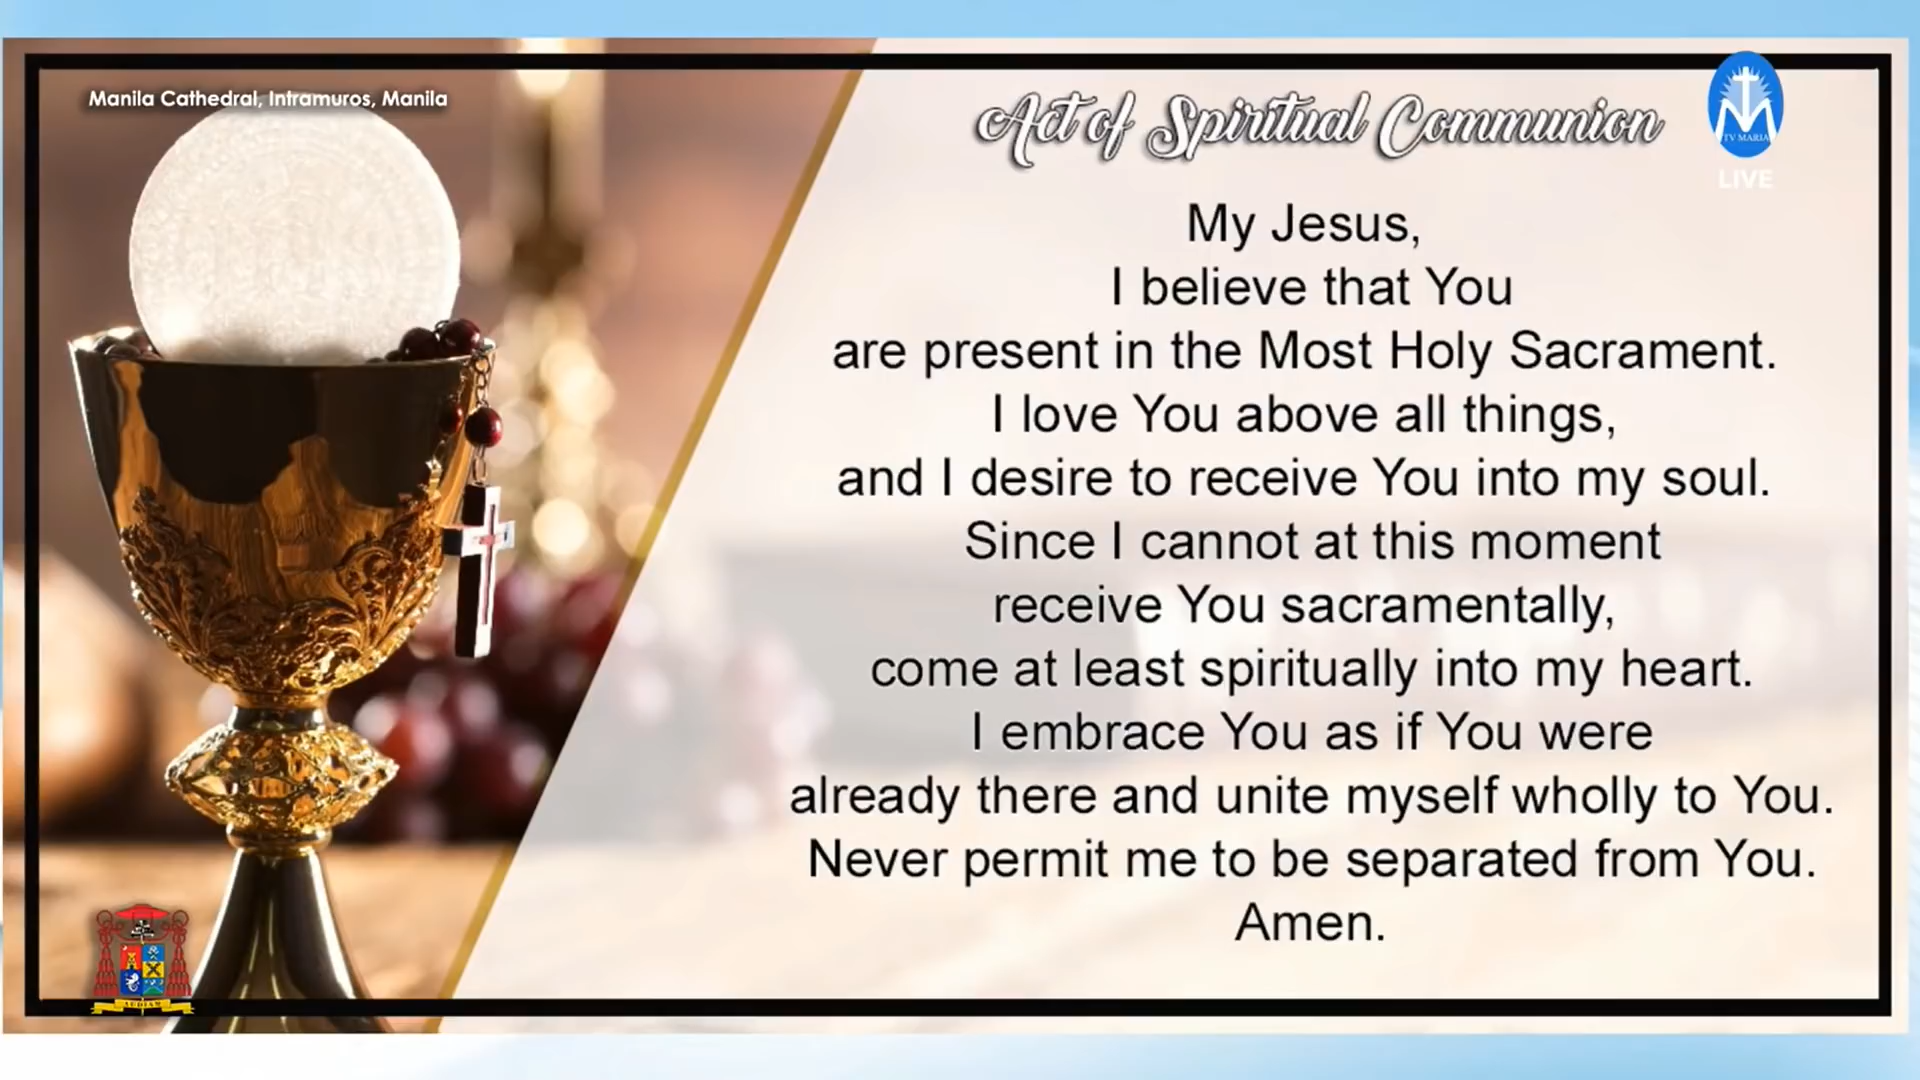 Manila Cathedral, Intramuros, Manila
Act of Spiritual Communion
TV MARIA
LIVE
My Jesus,
I believe that You
are present in the Most Holy Sacrament.
I love You above all things,
and I desire to receive You into my soul.
Since I cannot at this moment
receive You sacramentally,
come at least spiritually into my heart.
I embrace You as if You were
already there and unite myself wholly to You.
Never permit me to be separated from You.
Amen.
AUDIAM